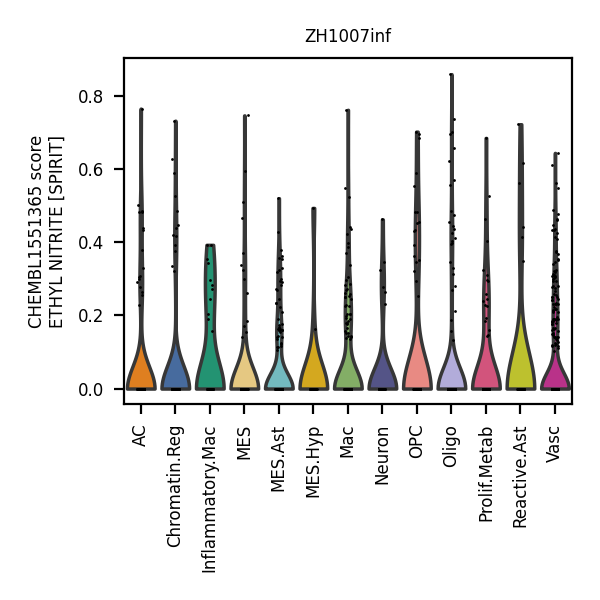 ZH1007inf
CHEMBL1551365 score
ETHYL NITRITE [SPIRIT]
0.8
0.6
0.4
0.2
0.0
AC
Chromatin.Reg
Inflammatory.Mac
MES
MES.Ast
MES.Hyp
Mac
Neuron
OPC
Oligo
Prolif.Metab
Reactive.Ast
Vasc